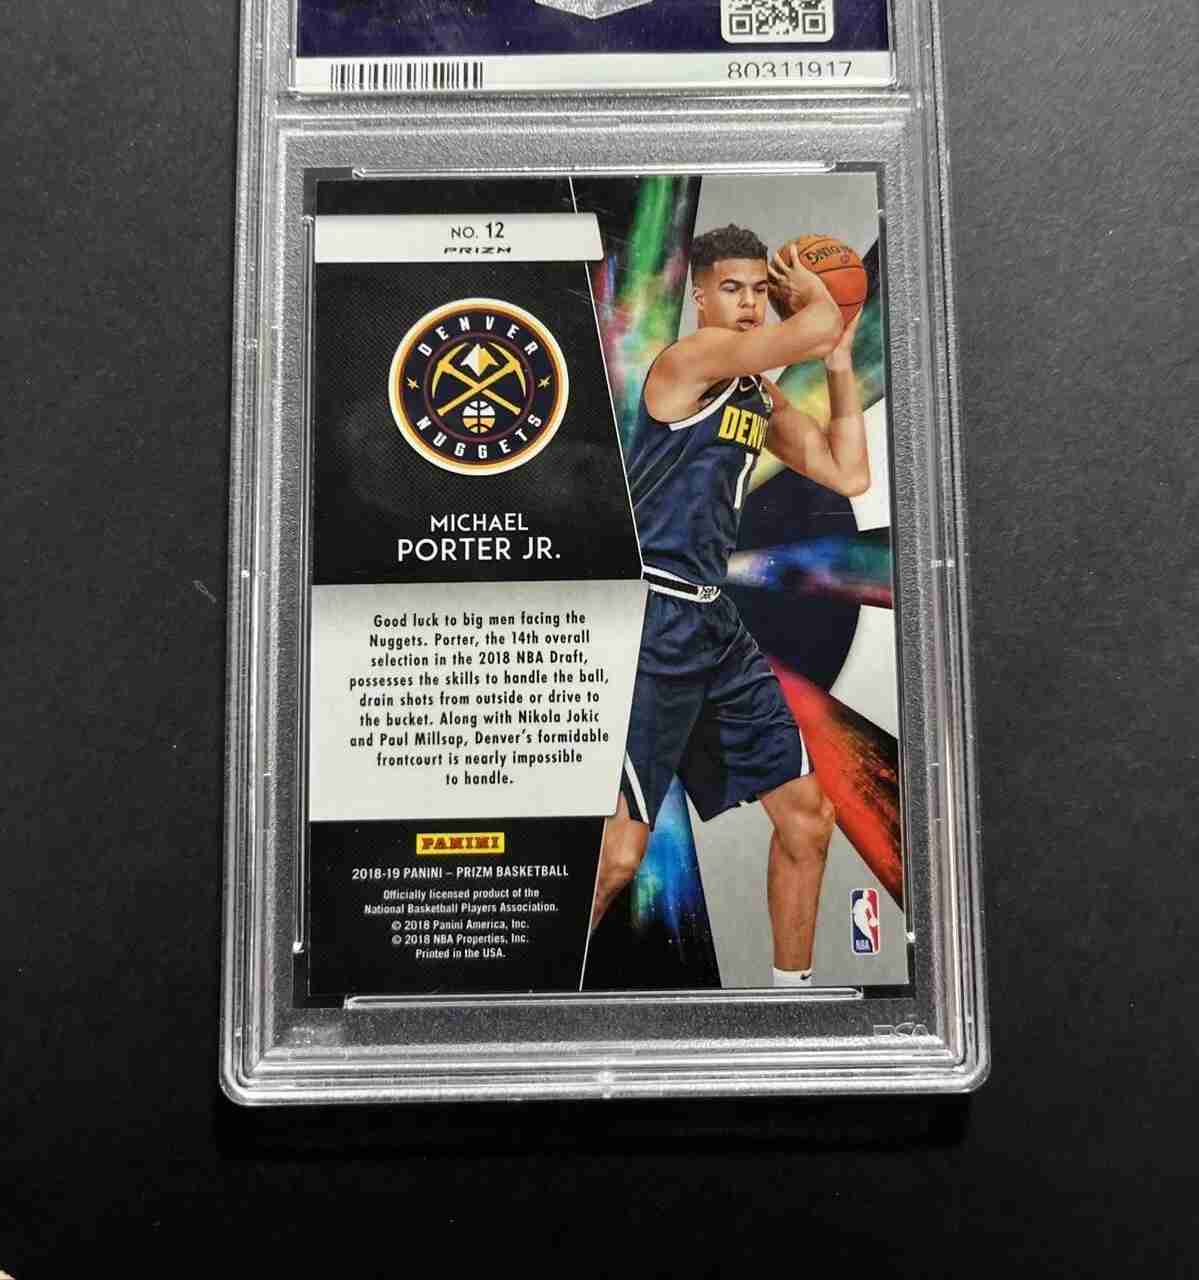 80311917
NO. 12
PRIZM
DENVER
NUGGETS
MICHAEL
PORTER JR.
Good luck to big men facing the
Nuggets. Porter, the 14th overall
selection in the 2018 NBA Draft,
possesses the skills to handle the ball,
drain shots from outside or drive to
the bucket. Along with Nikola Jokic
and Paul Millsap, Denver's formidable
frontcourt is nearly impossible
to handle.
PANINI
2018-19 PANINI – PRIZM BASKETBALL
Officially licensed product of the
National Basketball Players Association.
© 2018 Panini America, Inc.
© 2018 NBA Properties, Inc.
Printed in the USA.
DEN
1
NBA
PSA